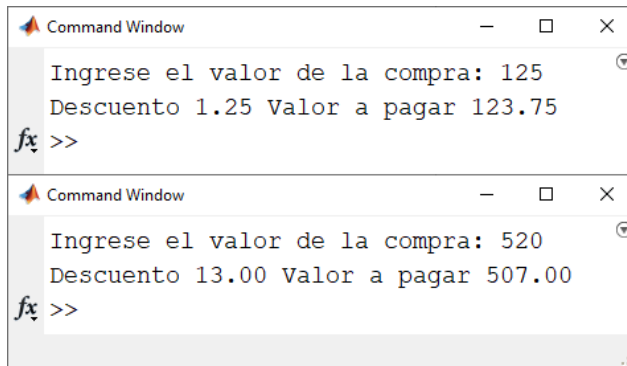 Command Window
Ingrese el valor de la compra: 125
Descuento 1.25 Valor a pagar 123.75
fx >>
Command Window
Ingrese el valor de la compra: 520
Descuento 13.00 Valor a pagar 507.00
fx >>